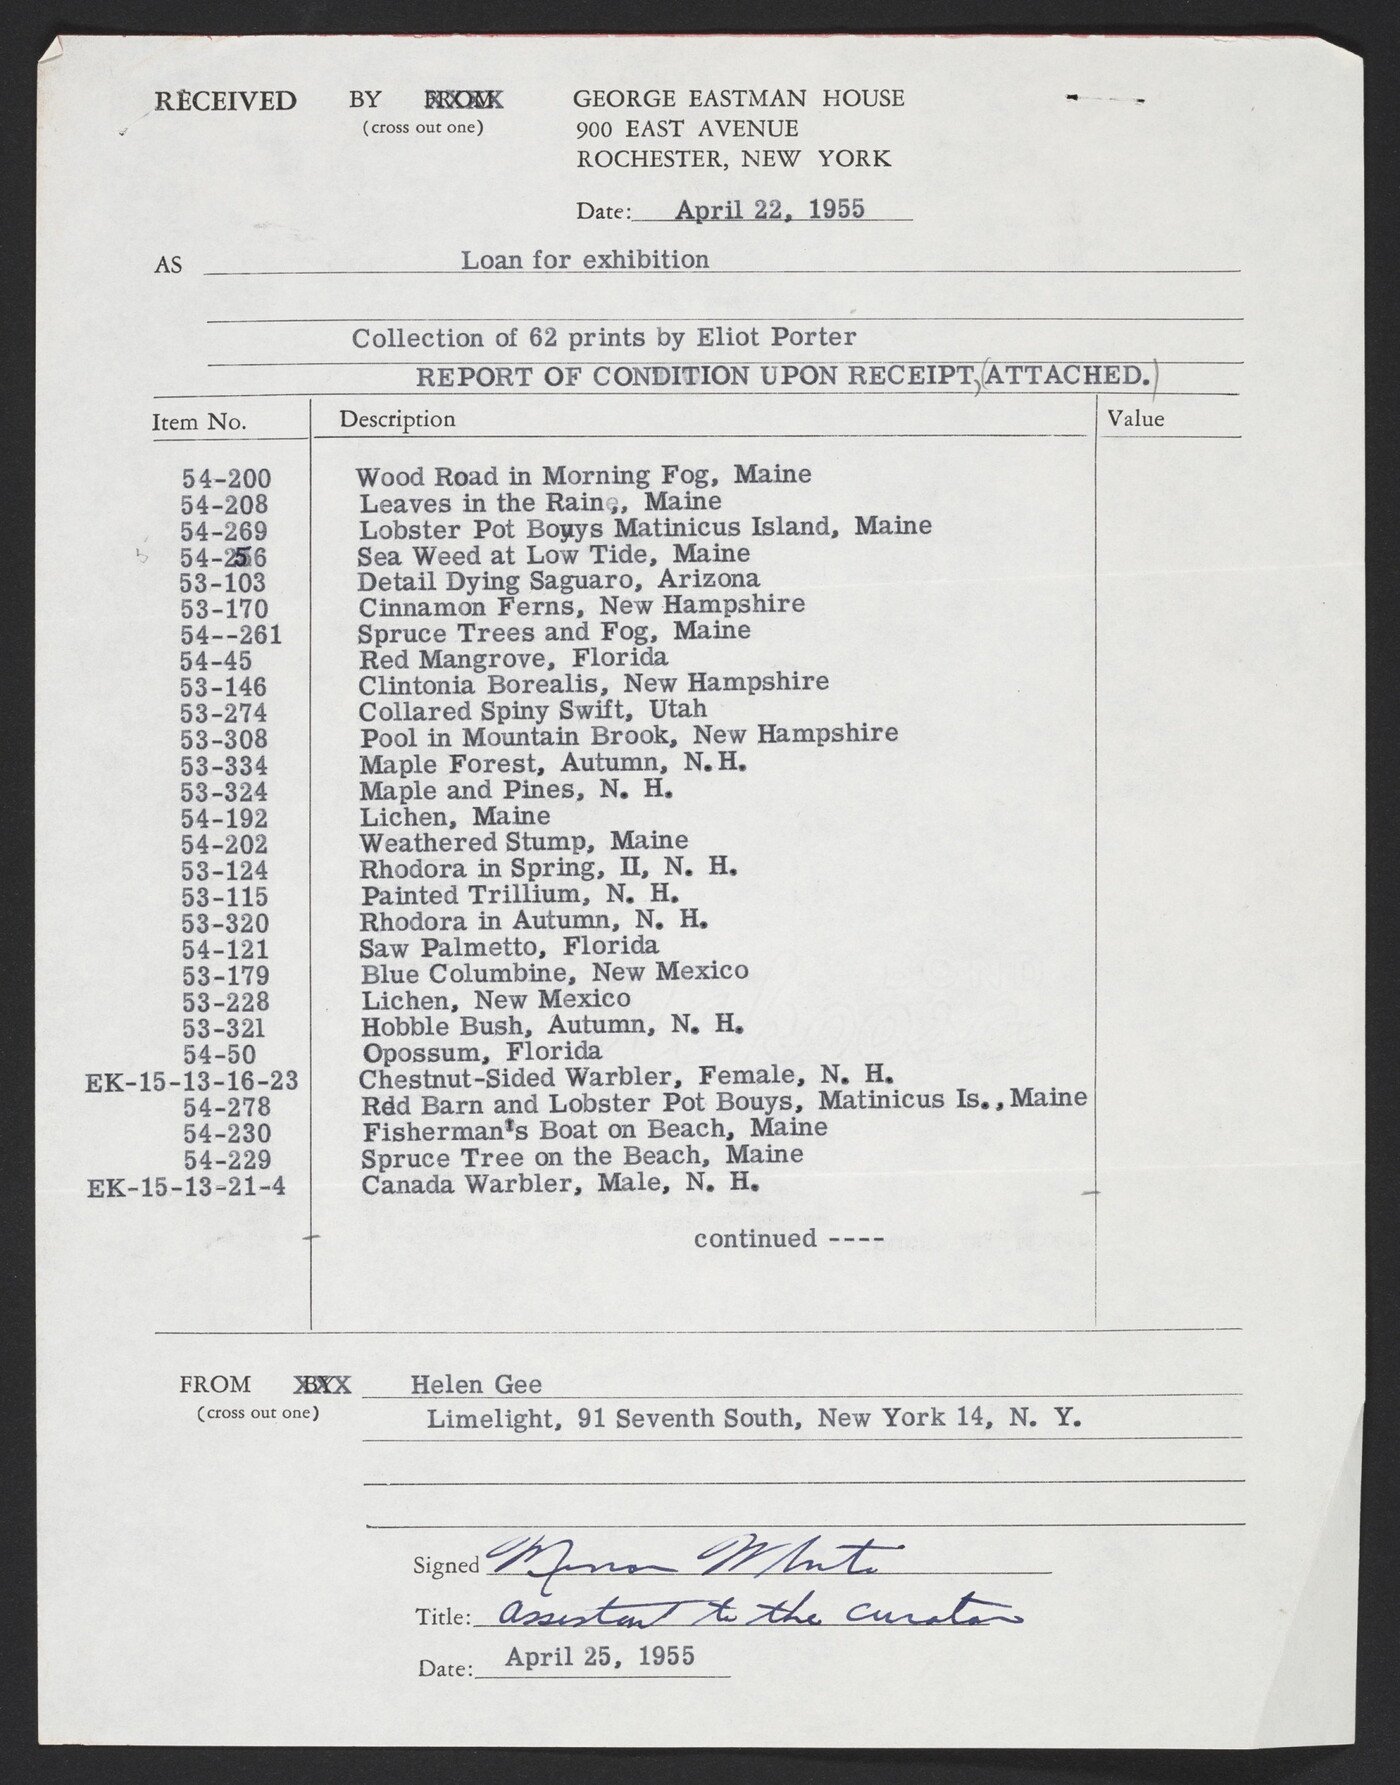 RECEIVED BY FROM GEORGE EASTMAN HOUSE
(cross out one) 900 EAST AVENUE
ROCHESTER, NEW YORK
Date: April 22, 1955
AS Loan for exhibition
Collection of 62 prints by Eliot Porter
REPORT OF CONDITION UPON RECEIPT, (ATTACHED.)
Item No. Description Value
54-200 Wood Road in Morning Fog, Maine
54-208 Leaves in the Rain,, Maine
54-269 Lobster Pot Bouys Matinicus Island, Maine
54-256 Sea Weed at Low Tide, Maine
53-103 Detail Dying Saguaro, Arizona
53-170 Cinnamon Ferns, New Hampshire
54--261 Spruce Trees and Fog, Maine
54-45 Red Mangrove, Florida
53-146 Clintonia Borealis, New Hampshire
53-274 Collared Spiny Swift, Utah
53-308 Pool in Mountain Brook, New Hampshire
53-334 Maple Forest, Autumn, N. H.
53-324 Maple and Pines, N. H.
54-192 Lichen, Maine
54-202 Weathered Stump, Maine
53-124 Rhodora in Spring, II, N. H.
53-115 Painted Trillium, N. H.
53-320 Rhodora in Autumn, N. H.
54-121 Saw Palmetto, Florida
53-179 Blue Columbine, New Mexico
53-228 Lichen, New Mexico
53-321 Hobble Bush, Autumn, N. H.
54-50 Opossum, Florida
EK-15-13-16-23 Chestnut-Sided Warbler, Female, N. H.
54-278 Red Barn and Lobster Pot Bouys, Matinicus Is., Maine
54-230 Fisherman's Boat on Beach, Maine
54-229 Spruce Tree on the Beach, Maine
EK-15-13-21-4 Canada Warbler, Male, N. H.
continued ----
FROM BY Helen Gee
(cross out one) Limelight, 91 Seventh South, New York 14, N. Y.
Signed Minor White
Title: Assistant to the curator
Date: April 25, 1955